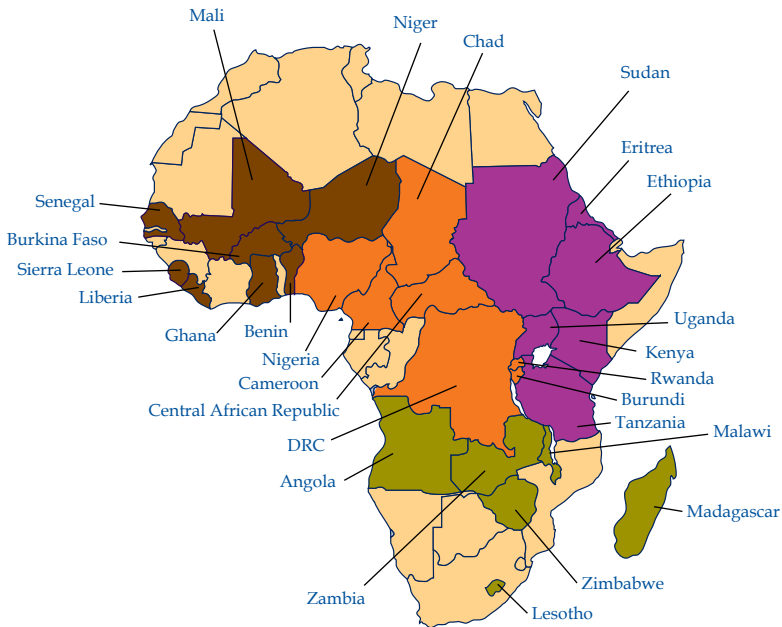 Mali
Niger
Chad
Sudan
Eritrea
Ethiopia
Senegal
Burkina Faso
Sierra Leone
Liberia
Ghana
Benin
Nigeria
Cameroon
Central African Republic
DRC
Angola
Uganda
Kenya
Rwanda
Burundi
Tanzania
Malawi
Madagascar
Zambia
Zimbabwe
Lesotho